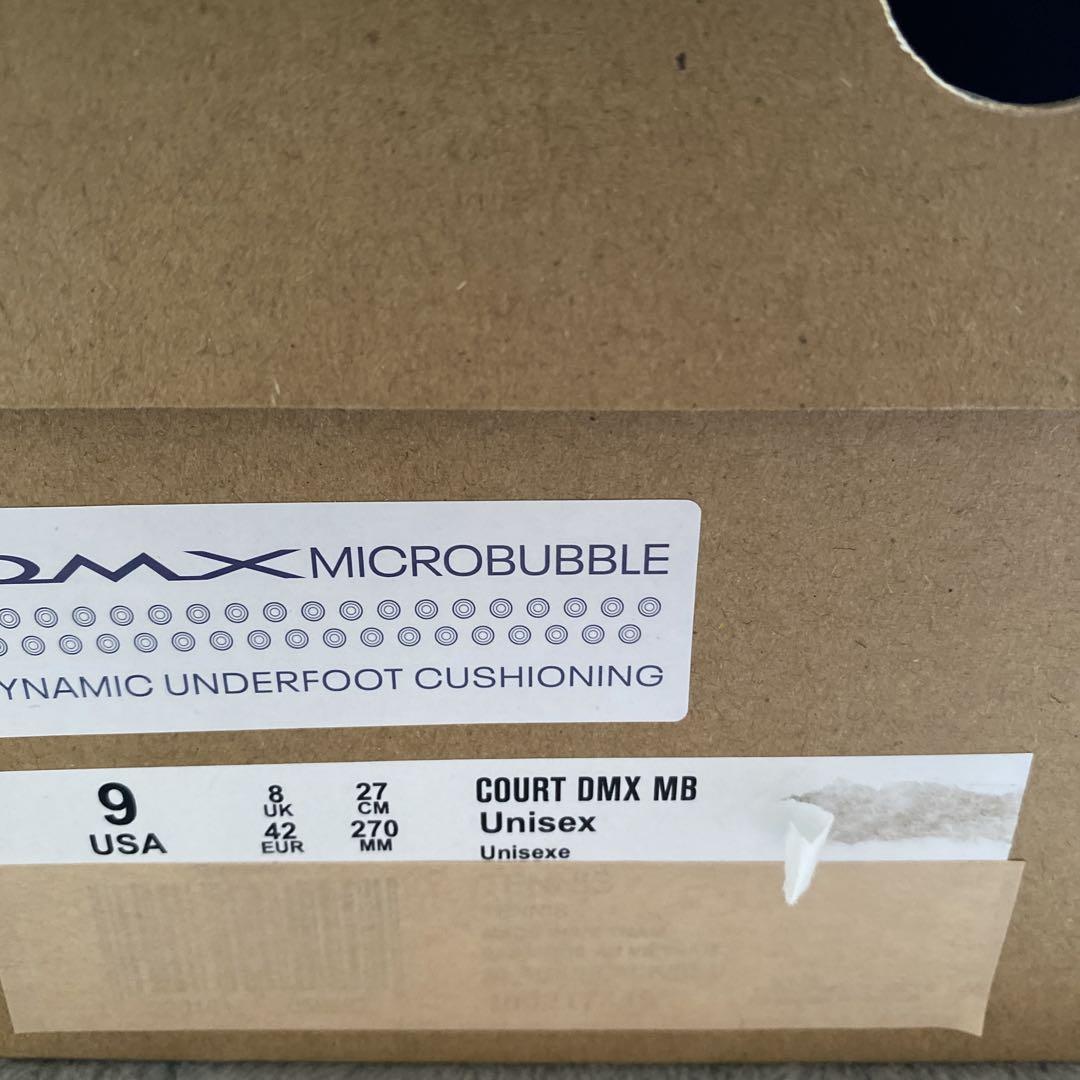 DMX MICROBUBBLE
YNAMIC UNDERFOOT CUSHIONING
9
USA
8
UK
42
EUR
27
CM
270
MM
COURT DMX MB
Unisex
Unisexe